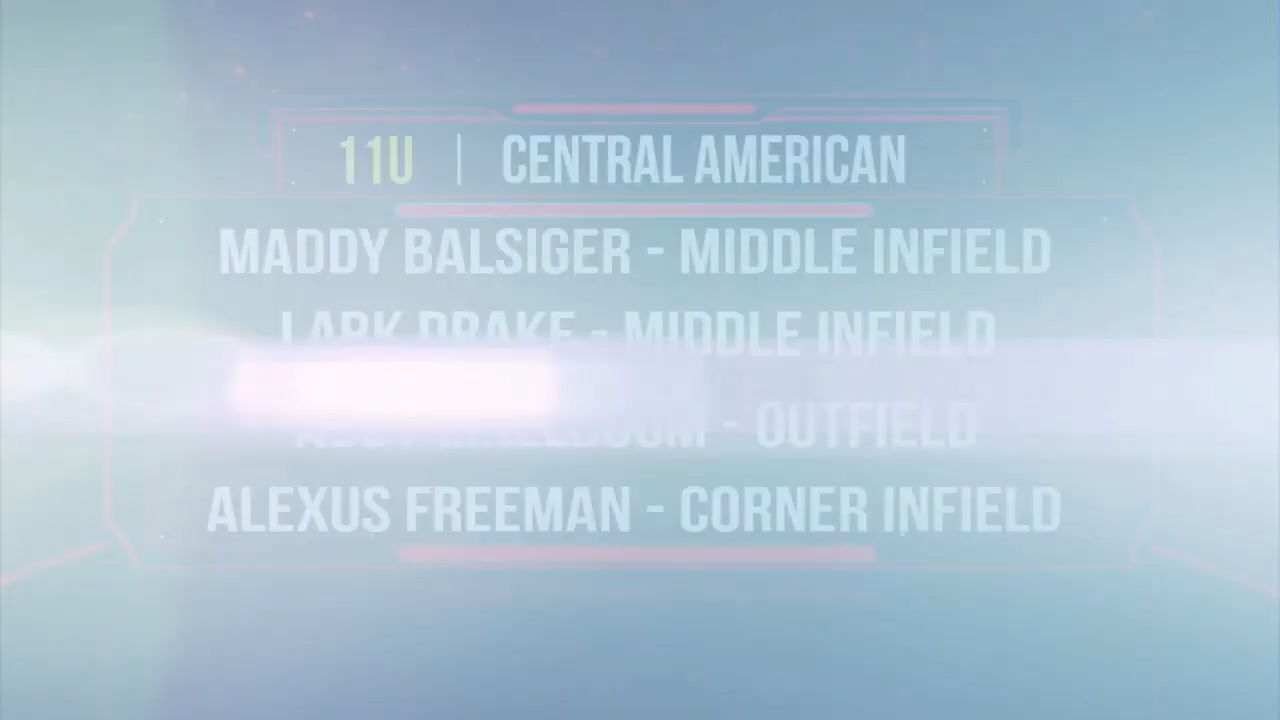 11U | CENTRAL AMERICAN
MADDY BALSIGER - MIDDLE INFIELD
LARK DRAKE - MIDDLE INFIELD
- OUTFIELD
ALEXUS FREEMAN - CORNER INFIELD